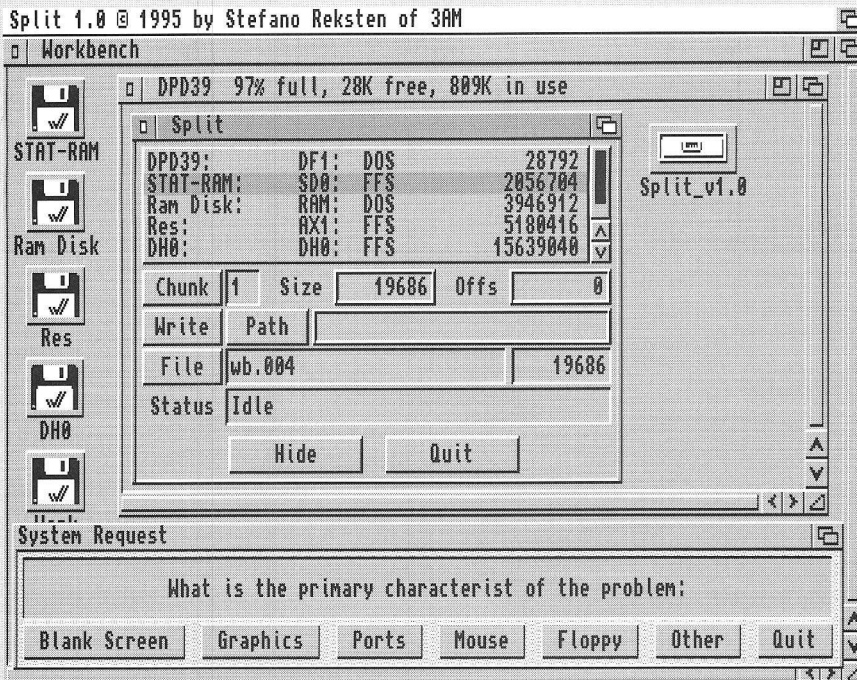 Split 1.0 © 1995 by Stefano Reksten of 3AM
Workbench
DPD39 97% full, 28K free, 809K in use
STAT-RAM
Ram Disk
Res
DH0
Split
DPD39: DF1: DOS 28792
STAT-RAM: SD0: FFS 2056704
Ram Disk: RAM: DOS 3946912
Res: AX1: FFS 5180416
DH0: DH0: FFS 15639040
Chunk 1 Size 19686 Offs 0
Write Path
File wb.004 19686
Status Idle
Hide Quit
Split_v1.0
System Request
What is the primary characterist of the problem:
Blank Screen Graphics Ports Mouse Floppy Other Quit